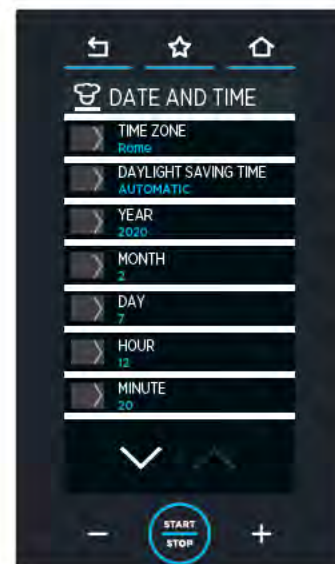 DATE AND TIME
TIME ZONE
Rome
DAYLIGHT SAVING TIME
AUTOMATIC
YEAR
2020
MONTH
2
DAY
7
HOUR
12
MINUTE
20
START
STOP